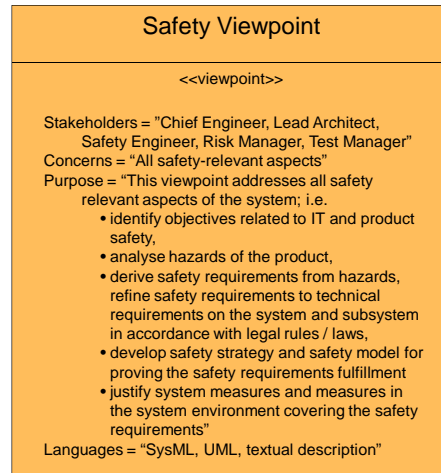 Safety Viewpoint
<<viewpoint>>
Stakeholders = ”Chief Engineer, Lead Architect,
Safety Engineer, Risk Manager, Test Manager”
Concerns = “All safety-relevant aspects”
Purpose = “This viewpoint addresses all safety
relevant aspects of the system; i.e.
• identify objectives related to IT and product
safety,
• analyse hazards of the product,
• derive safety requirements from hazards,
refine safety requirements to technical
requirements on the system and subsystem
in accordance with legal rules / laws,
• develop safety strategy and safety model for
proving the safety requirements fulfillment
• justify system measures and measures in
the system environment covering the safety
requirements”
Languages = “SysML, UML, textual description”